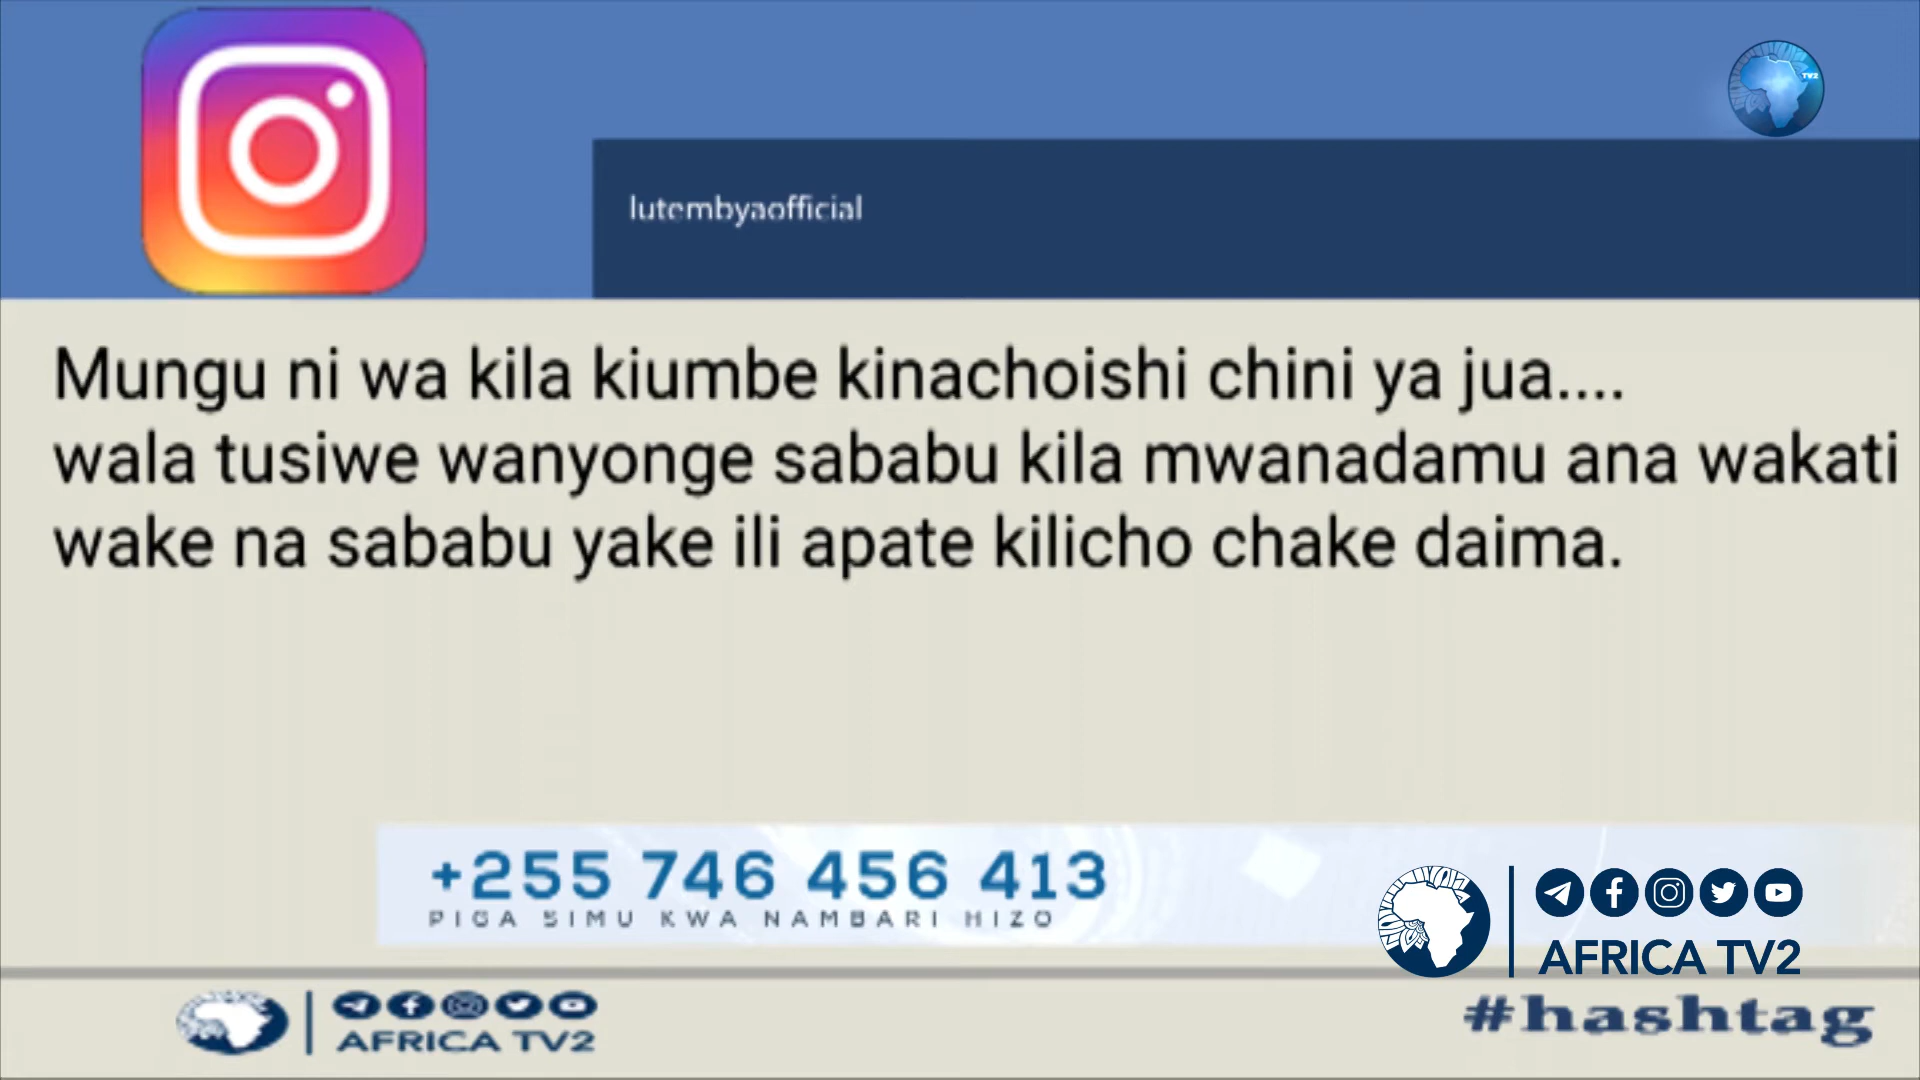 TV2
lutembyaofficial
Mungu ni wa kila kiumbe kinachoishi chini ya jua....
wala tusiwe wanyonge sababu kila mwanadamu ana wakati
wake na sababu yake ili apate kilicho chake daima.
+255 746 456 413
PIGA SIMU KWA NAMBARI HIZO
AFRICA TV2
AFRICA TV2
#hashtag